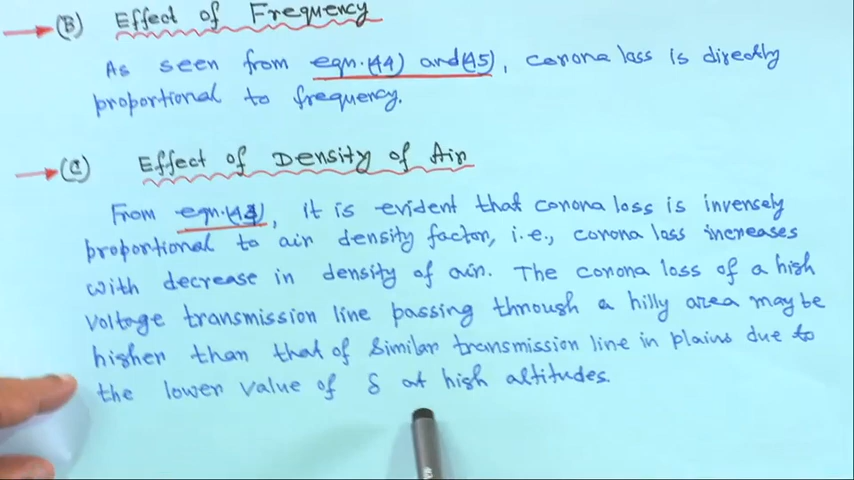 (B) Effect of Frequency
As seen from eqn.(44) and (45), corona loss is directly
proportional to frequency.
(C) Effect of Density of Air
From eqn.(44), it is evident that corona loss is inversely
proportional to air density factor, i.e., corona loss increases
with decrease in density of air. The corona loss of a high
voltage transmission line passing through a hilly area may be
higher than that of similar transmission line in plains due to
the lower value of δ at high altitudes.